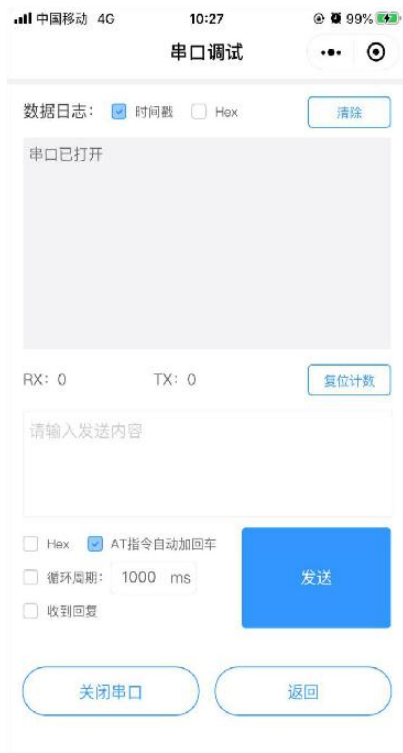 中国移动 4G 10:27 99%
串口调试
数据日志： 时间戳 Hex 清除
串口已打开
RX: 0 TX: 0 复位计数
请输入发送内容
Hex AT指令自动加回车
循环周期： 1000 ms
发送
收到回复
关闭串口 返回